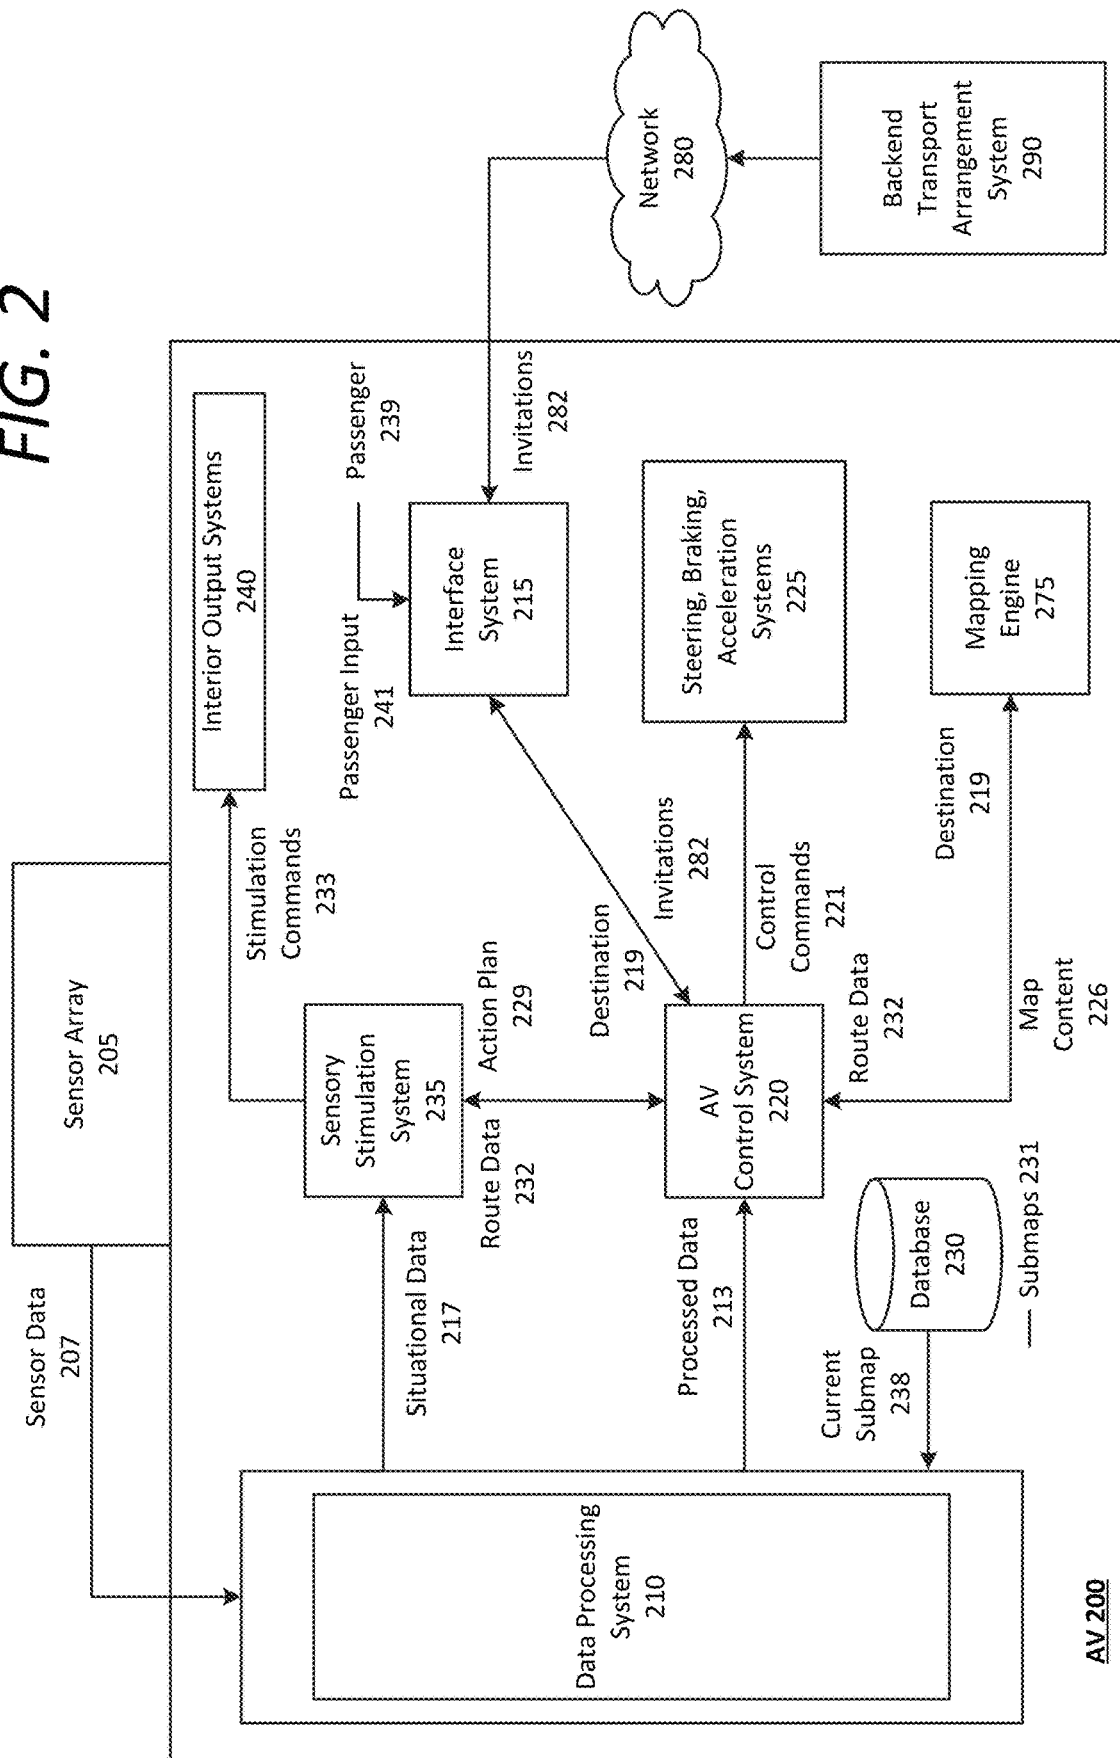 FIG. 2
Sensor Data
207
Sensor Array
205
Stimulation
Commands
233
Interior Output Systems
240
Passenger
239
Passenger Input
241
Interface
System
215
Invitations
282
Network
280
Backend
Transport
Arrangement
System
290
Situational Data
217
Sensory
Stimulation
System
235
Action Plan
229
Route Data
232
Destination
219
Invitations
282
Processed Data
213
AV
Control System
220
Control
Commands
221
Steering, Braking,
Acceleration
Systems
225
Route Data
232
Destination
219
Mapping
Engine
275
Map
Content
226
Current
Submap
238
Database
230
Submaps 231
Data Processing
System
210
AV 200